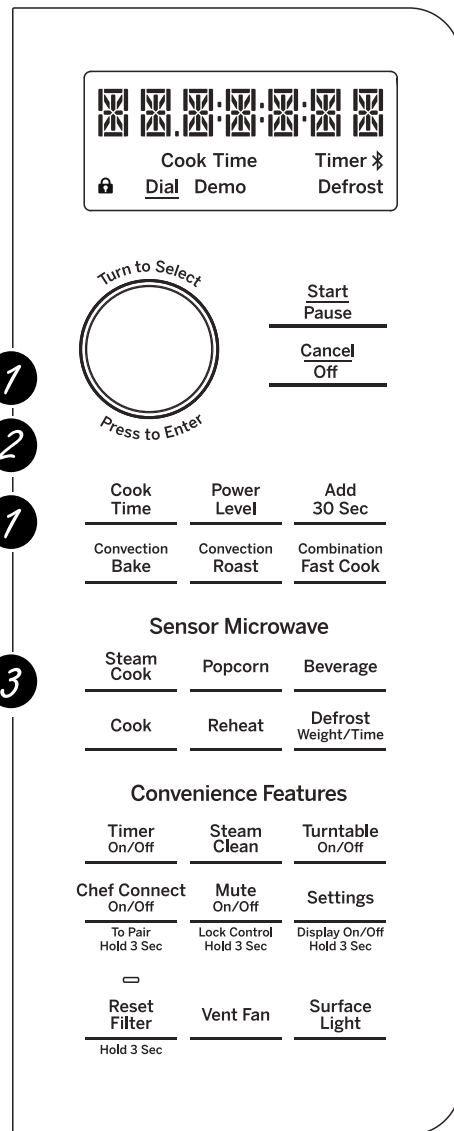 Cook Time Timer
Dial Demo Defrost
Turn to Select
Start
Pause
1
Cancel
Off
2
Press to Enter
1
Cook Power Add
Time Level 30 Sec
Convection Convection Combination
Bake Roast Fast Cook
Sensor Microwave
3
Steam Popcorn Beverage
Cook
Cook Reheat Defrost
Weight/Time
Convenience Features
Timer Steam Turntable
On/Off Clean On/Off
Chef Connect Mute Settings
On/Off On/Off
To Pair Lock Control Display On/Off
Hold 3 Sec Hold 3 Sec Hold 3 Sec
Reset Vent Fan Surface
Filter Light
Hold 3 Sec